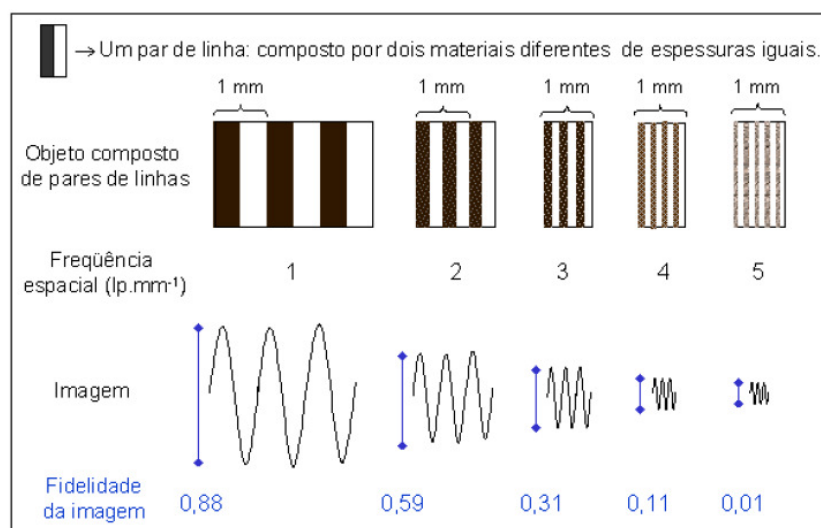 →Um par de linha: composto por dois materiais diferentes de espessuras iguais.
1 mm 1 mm 1 mm 1 mm 1 mm
Objeto composto
de pares de linhas
Freqüência
espacial (lp.mm⁻¹)
1 2 3 4 5
Imagem
Fidelidade
da imagem
0,88 0,59 0,31 0,11 0,01